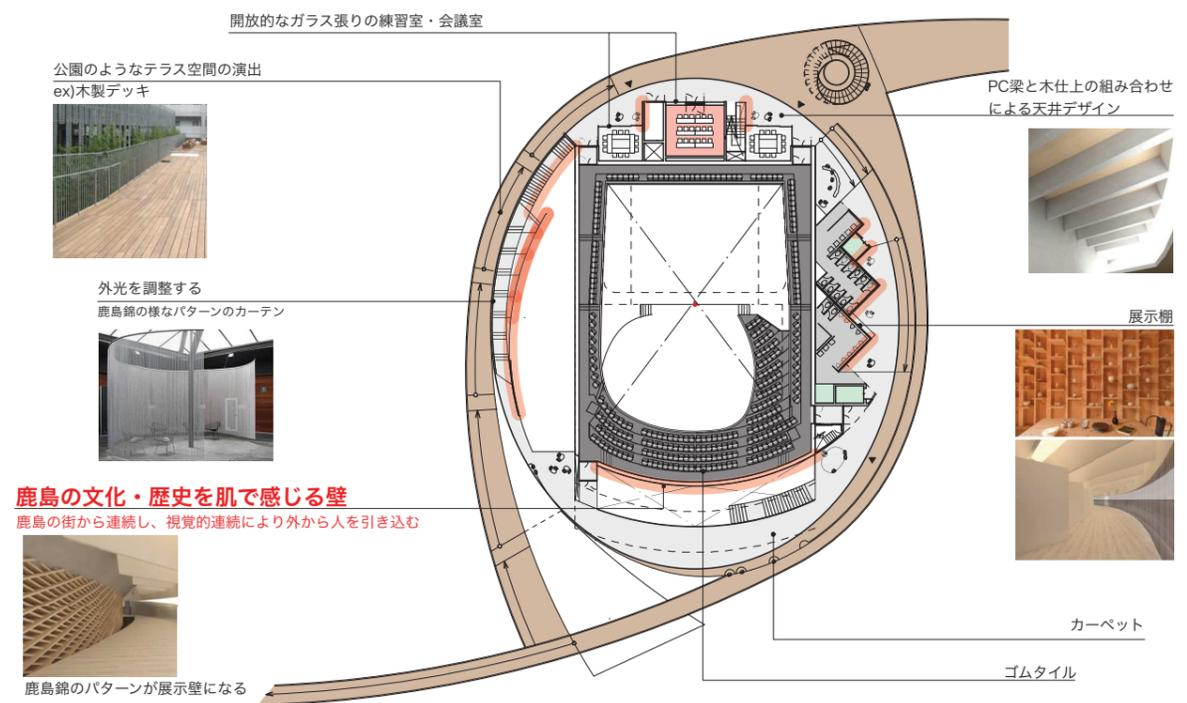 開放的なガラス張りの練習室・会議室
公園のようなテラス空間の演出
ex)木製デッキ
PC梁と木仕上の組み合わせ
による天井デザイン
外光を調整する
鹿島錦の様なパターンのカーテン
展示棚
鹿島の文化・歴史を肌で感じる壁
鹿島の街から連続し、視覚的連続により外から人を引き込む
カーペット
ゴムタイル
鹿島錦のパターンが展示壁になる